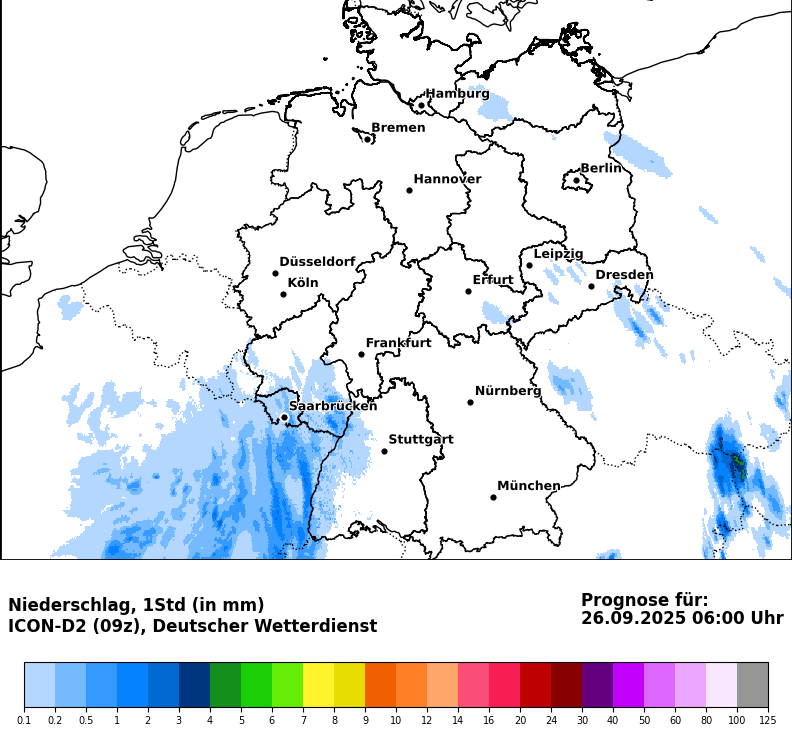 Hamburg
Bremen
Berlin
Hannover
Düsseldorf
Köln
Leipzig
Erfurt
Dresden
Frankfurt
Nürnberg
Saarbrücken
Stuttgart
München
Niederschlag, 1Std (in mm)
ICON-D2 (09z), Deutscher Wetterdienst
Prognose für:
26.09.2025 06:00 Uhr
0.1 0.2 0.5 1 2 3 4 5 6 7 8 9 10 12 14 16 20 24 30 40 50 60 80 100 125